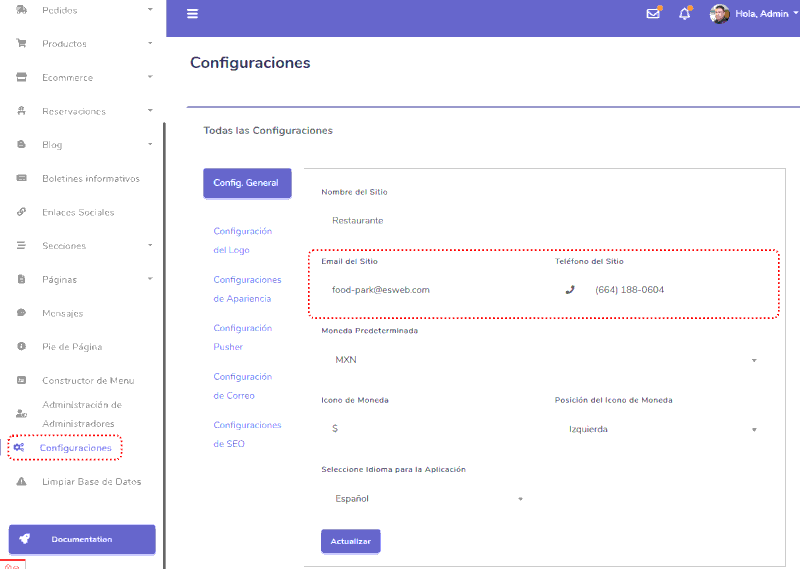 Pedidos
Productos
Ecommerce
Reservaciones
Blog
Boletines informativos
Enlaces Sociales
Secciones
Páginas
Mensajes
Pie de Página
Constructor de Menu
Administración de
Administradores
Configuraciones
Limpiar Base de Datos
Documentation
Hola, Admin
Configuraciones
Todas las Configuraciones
Config. General
Configuración
del Logo
Configuraciones
de Apariencia
Configuración
Pusher
Configuración
de Correo
Configuraciones
de SEO
Nombre del Sitio
Restaurante
Email del Sitio
Teléfono del Sitio
food-park@esweb.com
(664) 188-0604
Moneda Predeterminada
MXN
Icono de Moneda
Posición del Icono de Moneda
$
Izquierda
Seleccione Idioma para la Aplicación
Español
Actualizar